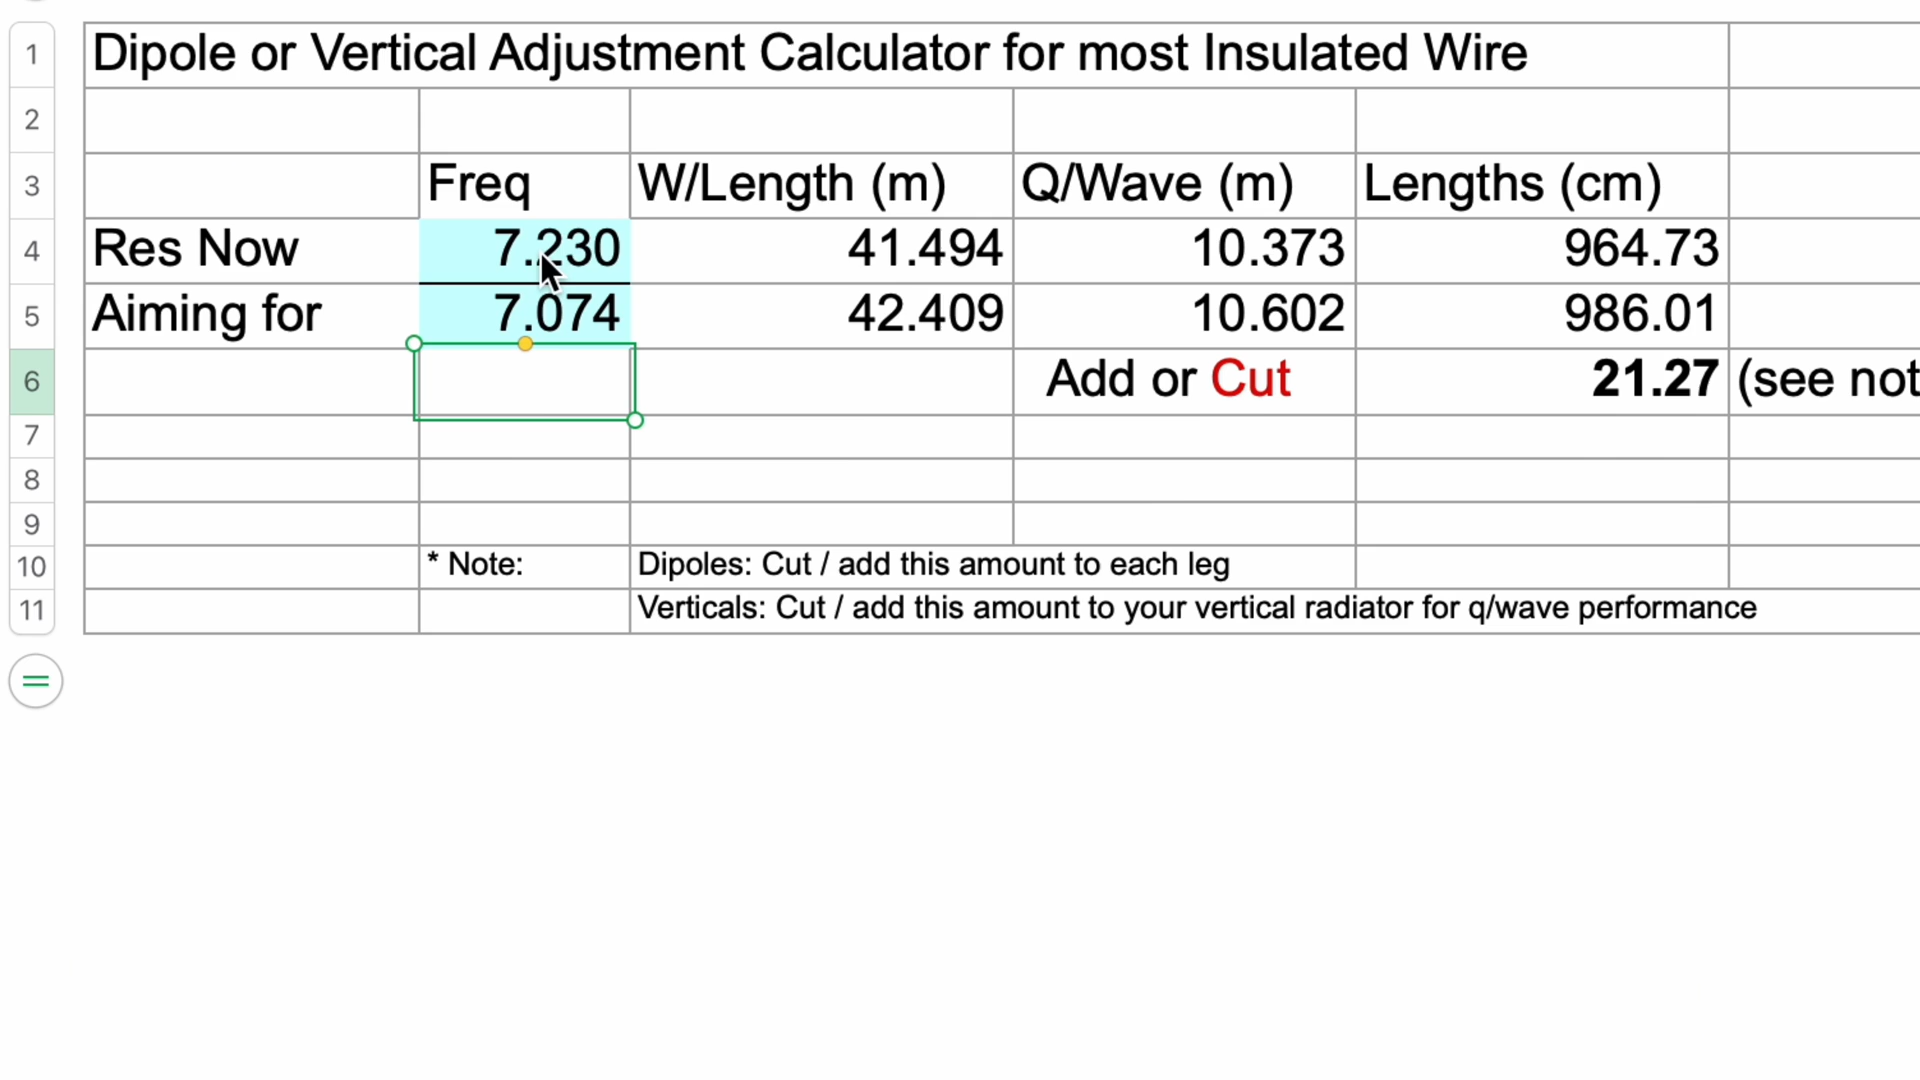 1 Dipole or Vertical Adjustment Calculator for most Insulated Wire
2
3 Freq W/Length (m) Q/Wave (m) Lengths (cm)
4 Res Now 7.230 41.494 10.373 964.73
5 Aiming for 7.074 42.409 10.602 986.01
6 Add or Cut 21.27 (see not
7
8
9
10 * Note: Dipoles: Cut / add this amount to each leg
11 Verticals: Cut / add this amount to your vertical radiator for q/wave performance